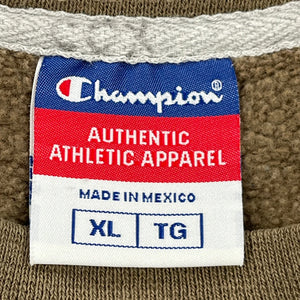 Champion
AUTHENTIC
ATHLETIC APPAREL
MADE IN MEXICO
XL TG